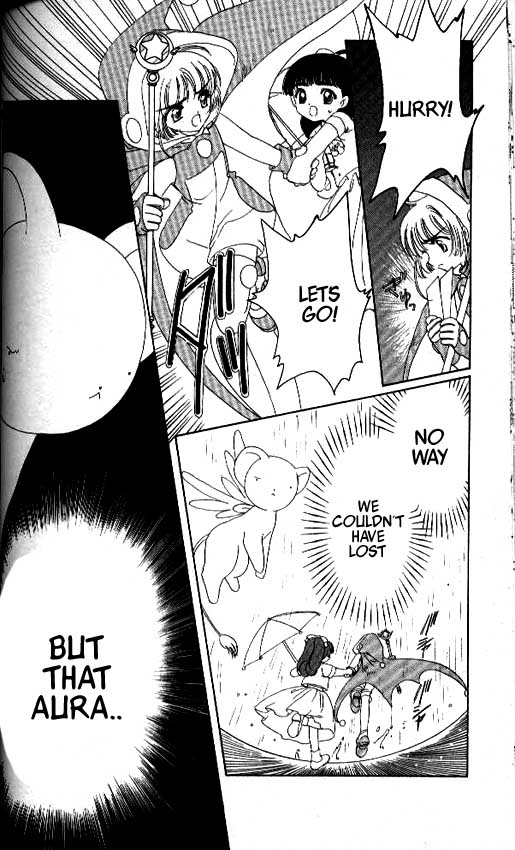 HURRY!
LETS
GO!
NO
WAY
WE
COULDN'T
HAVE
LOST
BUT
THAT
AURA..